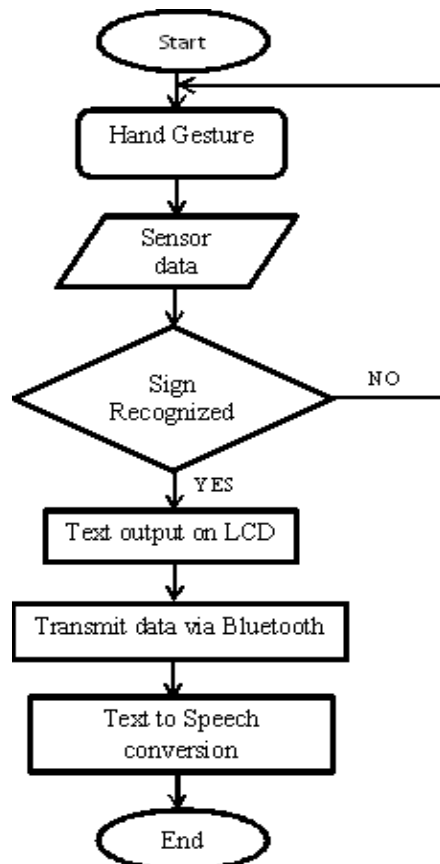 Start
Hand Gesture
Sensor
data
Sign
Recognized
NO
YES
Text output on LCD
Transmit data via Bluetooth
Text to Speech
conversion
End